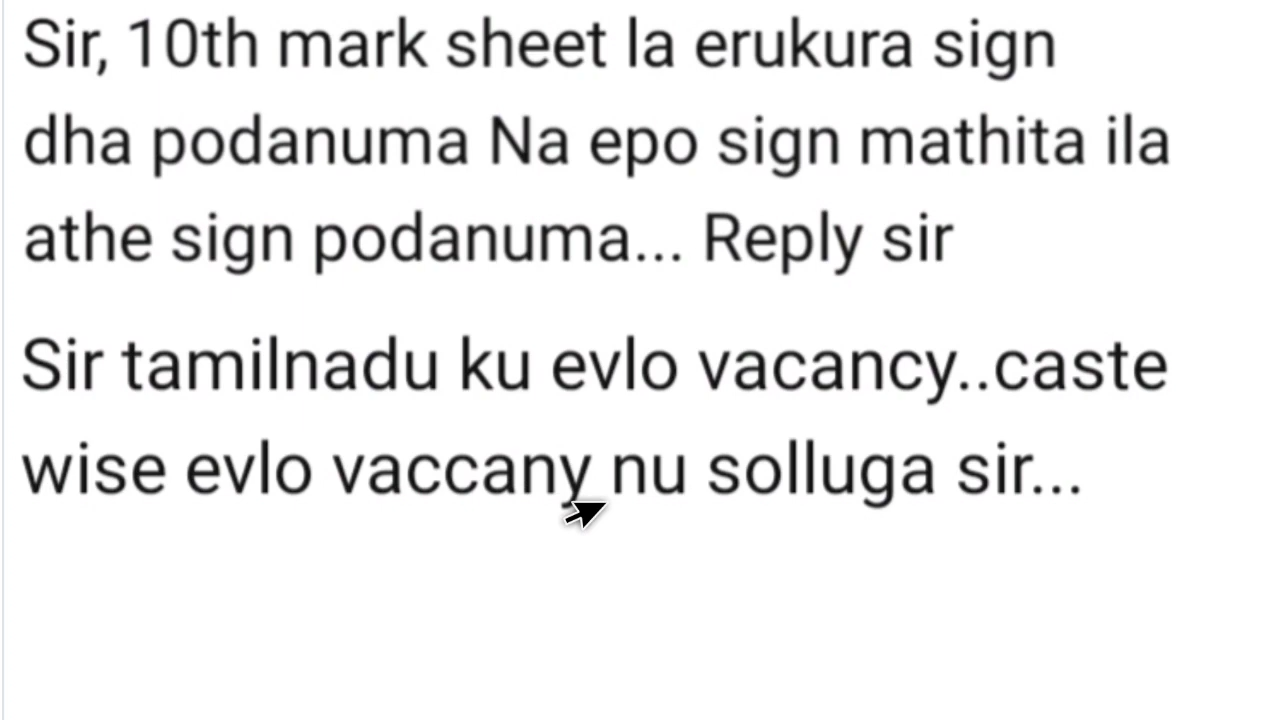 Sir, 10th mark sheet la erukura sign
dha podanuma Na epo sign mathita ila
athe sign podanuma... Reply sir
Sir tamilnadu ku evlo vacancy..caste
wise evlo vaccany nu solluga sir...